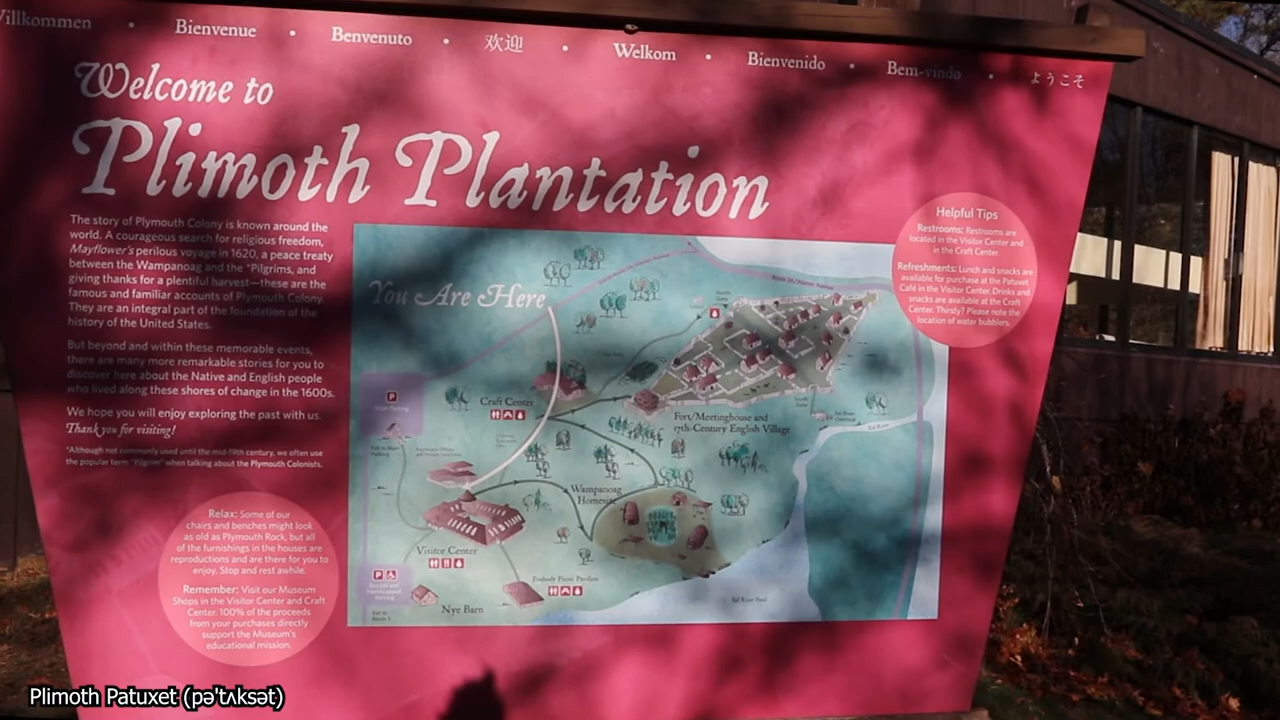 Willkommen • Bienvenue • Benvenuto • 欢迎 • Welkom • Bienvenido • Bem-vindo • ようこそ
Welcome to
Plimoth Plantation
The story of Plymouth Colony is known around the
world. A courageous search for religious freedom,
Mayflower's perilous voyage in 1620, a peace treaty
between the Wampanoag and the *Pilgrims, and
giving thanks for a plentiful harvest—these are the
famous and familiar accounts of Plymouth Colony.
They are an integral part of the foundation of the
history of the United States.
But beyond and within these memorable events,
there are many more remarkable stories for you to
discover here about the Native and English people
who lived along these shores of change in the 1600s.
We hope you will enjoy exploring the past with us.
Thank you for visiting!
*Although not commonly used until the mid-19th century, we often use
the popular term "Pilgrim" when talking about the Plymouth Colonists.
Relax: Some of our
chairs and benches might look
as old as Plymouth Rock, but all
of the furnishings in the houses are
reproductions and are there for you to
enjoy. Stop and rest awhile.
Remember: Visit our Museum
Shops in the Visitor Center and Craft
Center. 100% of the proceeds
from your purchases directly
support the Museum's
educational mission.
You Are Here
P
Craft Center
Fort/Meetinghouse and
17th-Century English Village
Eel River
Wampanoag
Homesite
Visitor Center
P
Nye Barn
Peabody Picnic Pavilion
Eel River Pond
Helpful Tips
Restrooms: Restrooms are
located in the Visitor Center and
in the Craft Center.
Refreshments: Lunch and snacks are
available for purchase at the Patuxet
Café in the Visitor Center. Drinks and
snacks are available at the Craft
Center. Thirsty? Please note the
location of water bubblers.
Plimoth Patuxet (pə'tʌksət)